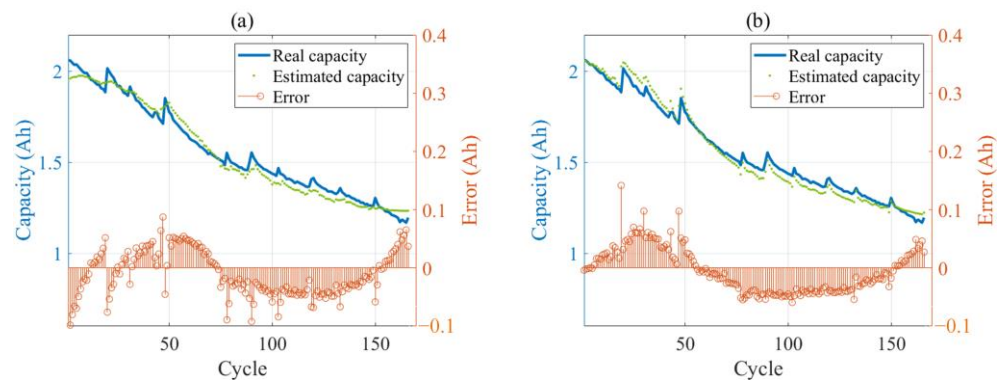 (a)
Capacity (Ah)
2
1.5
1
Real capacity
Estimated capacity
Error
0.4
0.3
0.2
0.1
0
−0.1
Error (Ah)
50
100
150
Cycle
(b)
Capacity (Ah)
2
1.5
1
Real capacity
Estimated capacity
Error
0.4
0.3
0.2
0.1
0
−0.1
Error (Ah)
50
100
150
Cycle